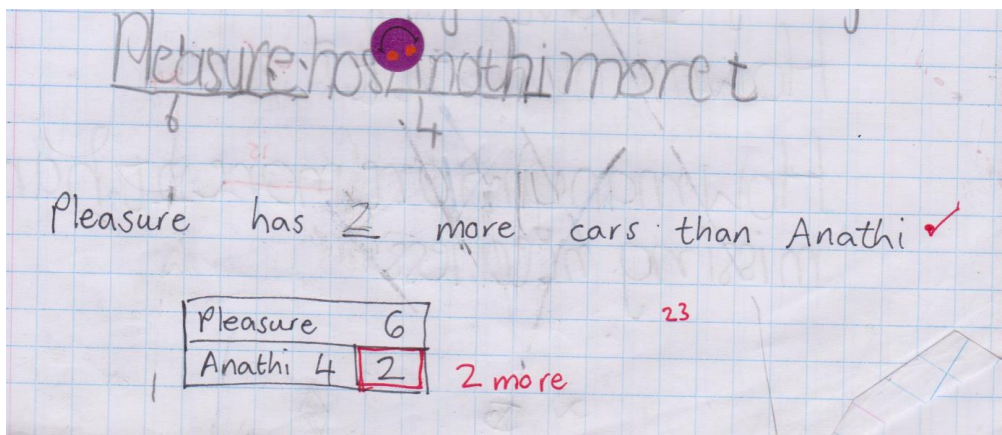 Pleasure has Anathi more t
6 4
Pleasure has 2 more cars than Anathi
23
Pleasure 6
Anathi 4 2 2 more